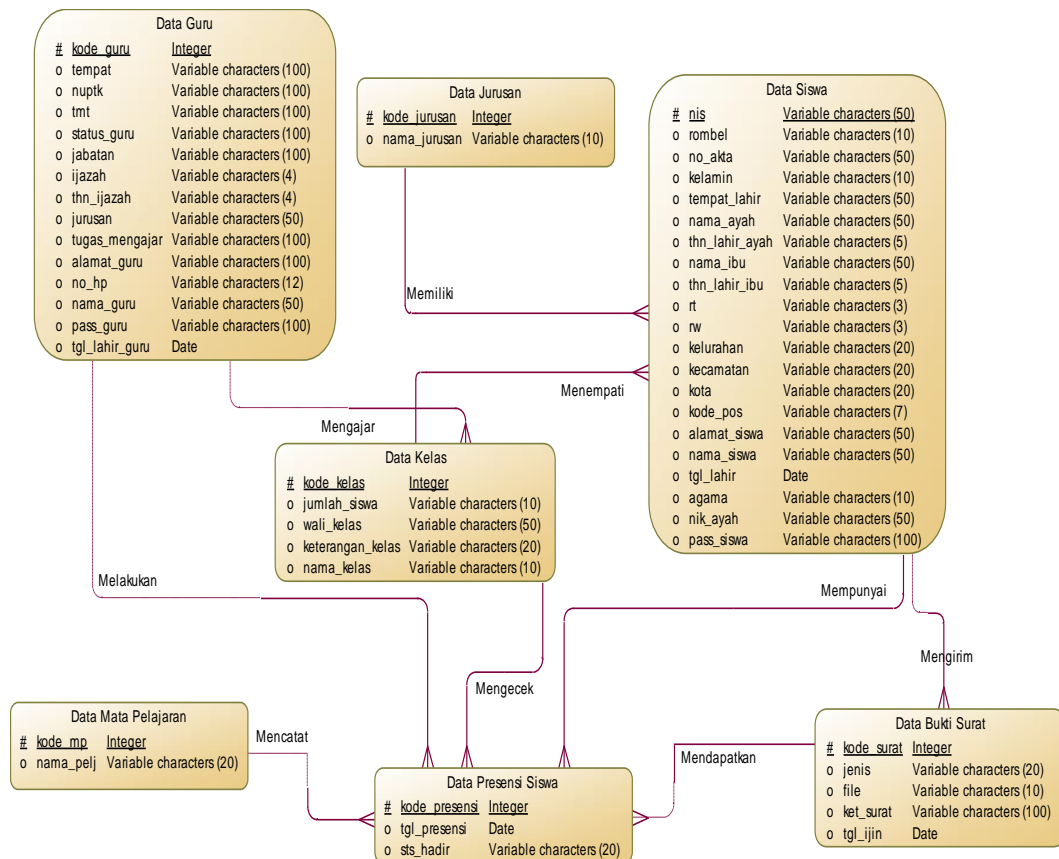 Data Guru
# kode_guru Integer
o tempat Variable characters (100)
o nuptk Variable characters (100)
o tmt Variable characters (100)
o status_guru Variable characters (100)
o jabatan Variable characters (100)
o ijazah Variable characters (4)
o thn_ijazah Variable characters (4)
o jurusan Variable characters (50)
o tugas_mengajar Variable characters (100)
o alamat_guru Variable characters (100)
o no_hp Variable characters (12)
o nama_guru Variable characters (50)
o pass_guru Variable characters (100)
o tgl_lahir_guru Date
Data Jurusan
# kode_jurusan Integer
o nama_jurusan Variable characters (10)
Data Siswa
# nis Variable characters (50)
o rombel Variable characters (10)
o no_akta Variable characters (50)
o kelamin Variable characters (10)
o tempat_lahir Variable characters (50)
o nama_ayah Variable characters (50)
o thn_lahir_ayah Variable characters (5)
o nama_ibu Variable characters (50)
o thn_lahir_ibu Variable characters (5)
o rt Variable characters (3)
o rw Variable characters (3)
o kelurahan Variable characters (20)
o kecamatan Variable characters (20)
o kota Variable characters (20)
o kode_pos Variable characters (7)
o alamat_siswa Variable characters (50)
o nama_siswa Variable characters (50)
o tgl_lahir Date
o agama Variable characters (10)
o nik_ayah Variable characters (50)
o pass_siswa Variable characters (100)
Memiliki
Menempati
Mengajar
Data Kelas
# kode_kelas Integer
o jumlah_siswa Variable characters (10)
o wali_kelas Variable characters (50)
o keterangan_kelas Variable characters (20)
o nama_kelas Variable characters (10)
Melakukan
Mempunyai
Mengirim
Mengecek
Data Mata Pelajaran
# kode_mp Integer
o nama_pelj Variable characters (20)
Mencatat
Mendapatkan
Data Bukti Surat
# kode_surat Integer
o jenis Variable characters (20)
o file Variable characters (10)
o ket_surat Variable characters (100)
o tgl_ijin Date
Data Presensi Siswa
# kode_presensi Integer
o tgl_presensi Date
o sts_hadir Variable characters (20)